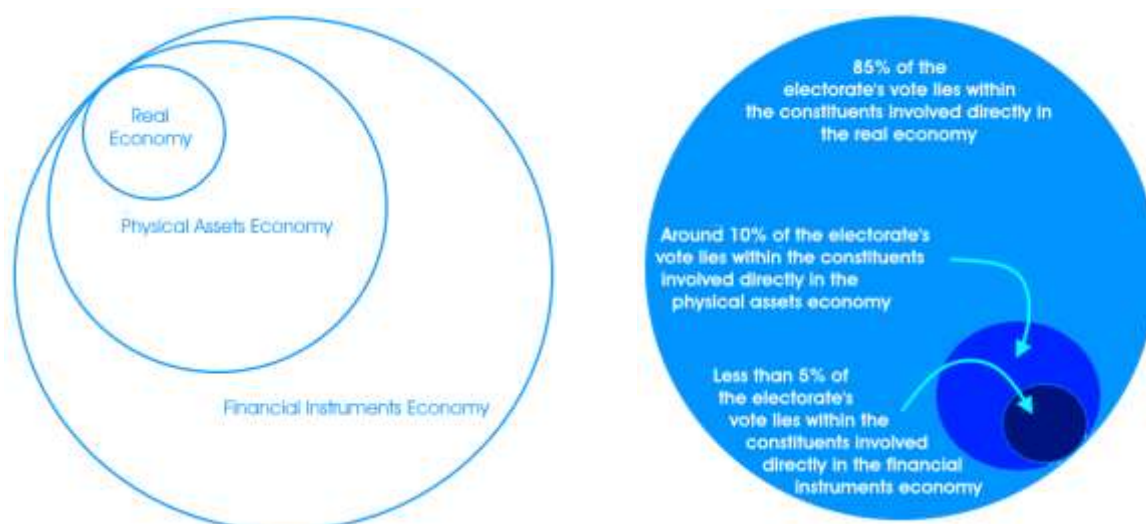 Real
Economy
Physical Assets Economy
Financial Instruments Economy
85% of the
electorate's vote lies within
the constituents involved directly in
the real economy
Around 10% of the electorate's
vote lies within the constituents
involved directly in the
physical assets economy
Less than 5% of
the electorate's
vote lies within the
constituents involved
directly in the financial
instruments economy